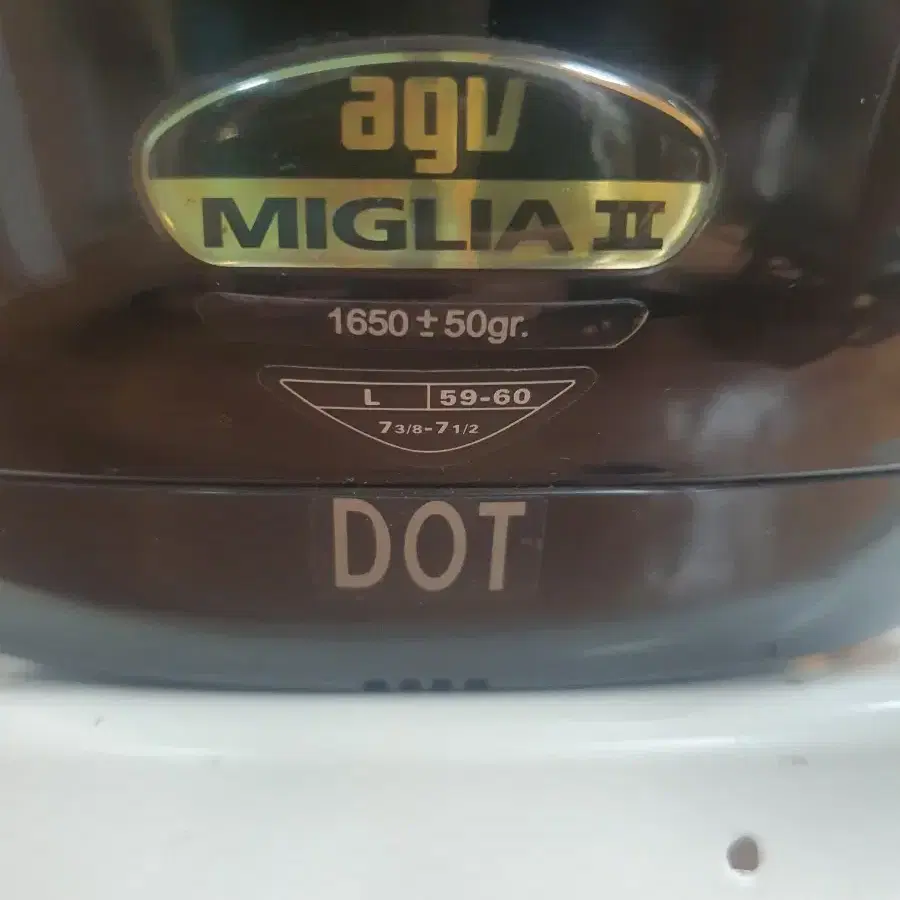 agv
MIGLIA II
1650 ± 50gr.
L 59-60
7 3/8-7 1/2
DOT